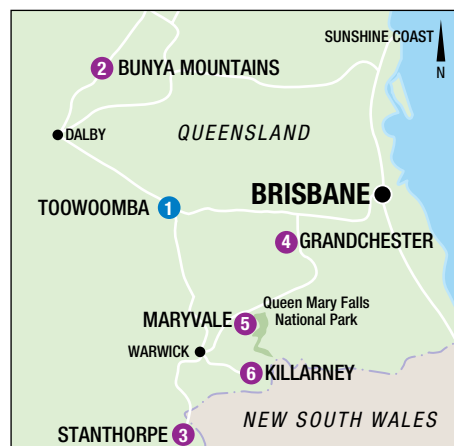 SUNSHINE COAST
N
2 BUNYA MOUNTAINS
DALBY
QUEENSLAND
BRISBANE
TOOWOOMBA 1
4 GRANDCHESTER
Queen Mary Falls
National Park
MARYVALE 5
WARWICK
6 KILLARNEY
NEW SOUTH WALES
STANTHORPE 3